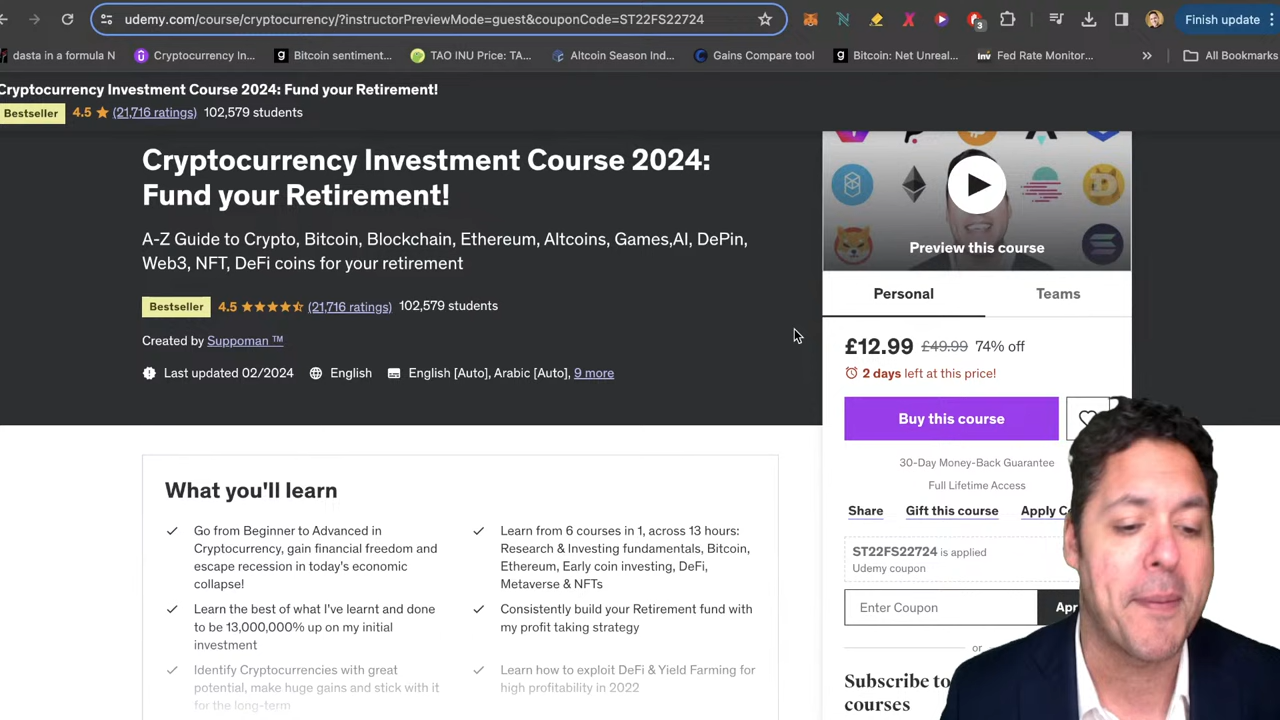 udemy.com/course/cryptocurrency/?instructorPreviewMode=guest&couponCode=ST22FS22724
Finish update
dasta in a formula N
Cryptocurrency In...
Bitcoin sentiment...
TAO INU Price: TA...
Altcoin Season Ind...
Gains Compare tool
Bitcoin: Net Unreal...
Fed Rate Monitor...
All Bookmarks
Cryptocurrency Investment Course 2024: Fund your Retirement!
Bestseller 4.5 (21,716 ratings) 102,579 students
Cryptocurrency Investment Course 2024:
Fund your Retirement!
A-Z Guide to Crypto, Bitcoin, Blockchain, Ethereum, Altcoins, Games,AI, DePin,
Web3, NFT, DeFi coins for your retirement
Bestseller 4.5 (21,716 ratings) 102,579 students
Created by Suppoman ™
Last updated 02/2024 English English [Auto], Arabic [Auto], 9 more
What you'll learn
Go from Beginner to Advanced in
Cryptocurrency, gain financial freedom and
escape recession in today's economic
collapse!
Learn the best of what I've learnt and done
to be 13,000,000% up on my initial
investment
Identify Cryptocurrencies with great
potential, make huge gains and stick with it
for the long-term
Learn from 6 courses in 1, across 13 hours:
Research & Investing fundamentals, Bitcoin,
Ethereum, Early coin investing, DeFi,
Metaverse & NFTs
Consistently build your Retirement fund with
my profit taking strategy
Learn how to exploit DeFi & Yield Farming for
high profitability in 2022
Preview this course
Personal Teams
£12.99 £49.99 74% off
2 days left at this price!
Buy this course
30-Day Money-Back Guarantee
Full Lifetime Access
Share Gift this course Apply Co
ST22FS22724 is applied
Udemy coupon
Enter Coupon
or
Subscribe to
courses